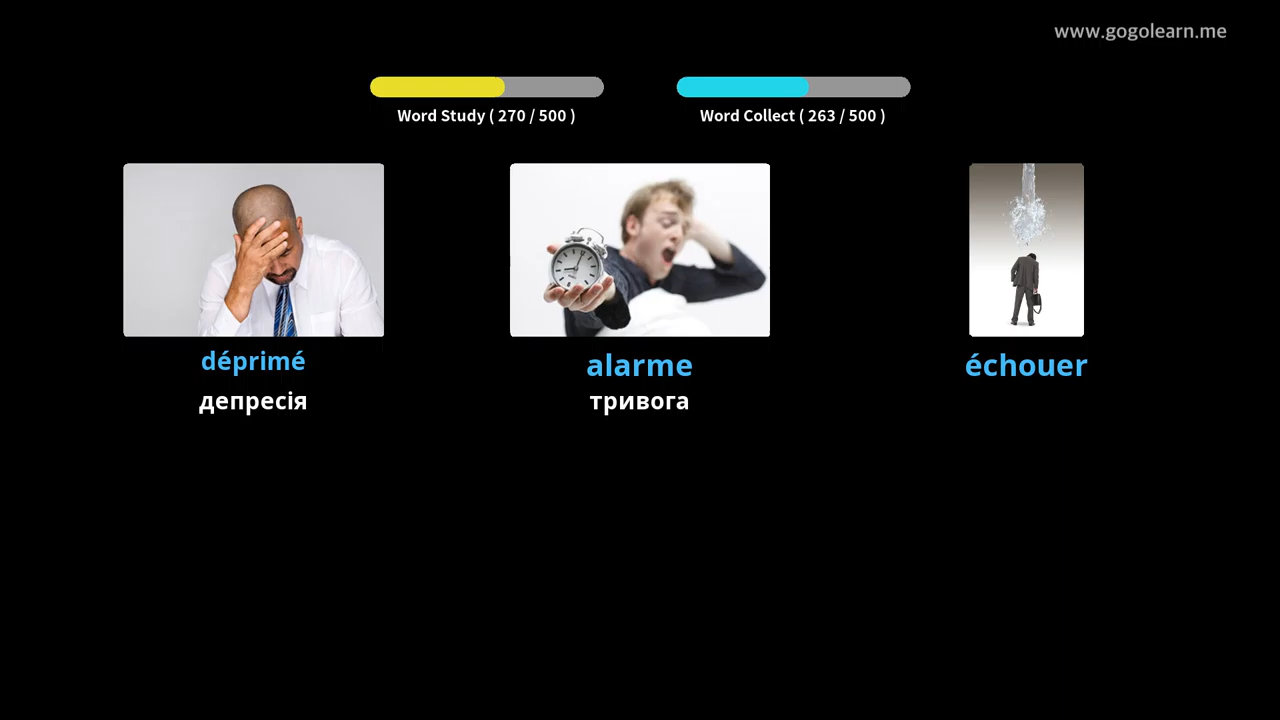 www.gogolearn.me
Word Study ( 270 / 500 )
Word Collect ( 263 / 500 )
déprimé
депресія
alarme
тривога
échouer